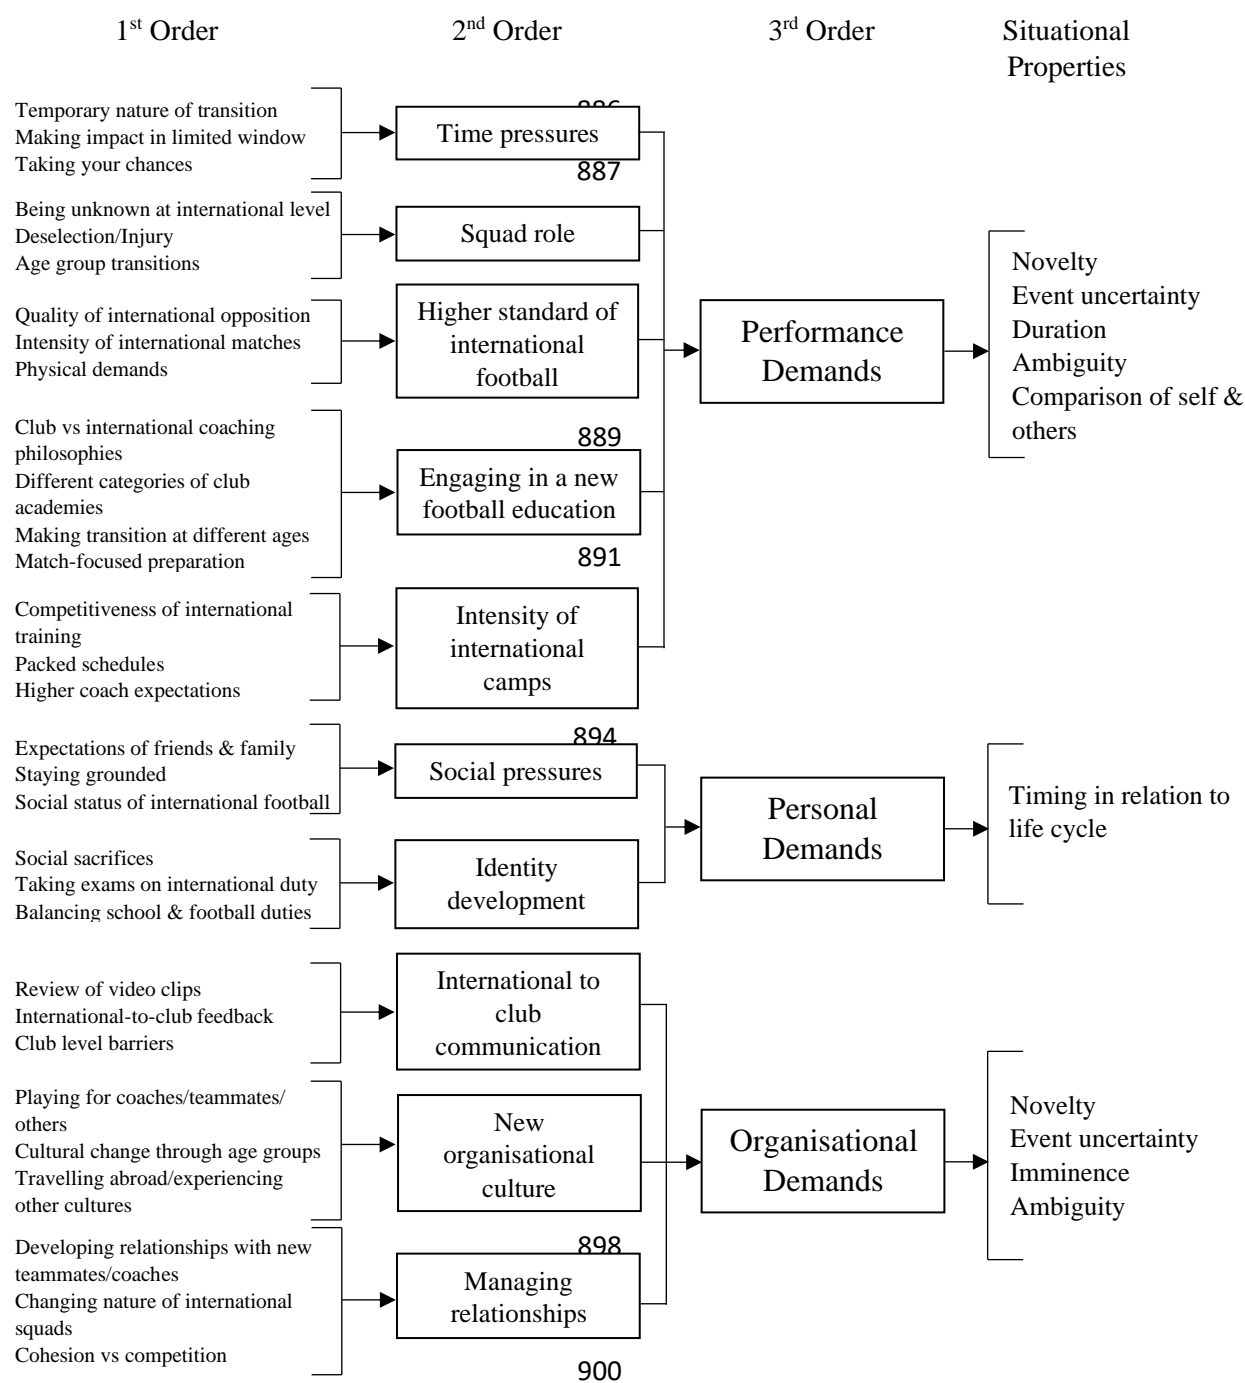 1st Order
2nd Order
3rd Order
Situational
Properties
Temporary nature of transition
Making impact in limited window
Taking your chances
886
Time pressures
887
Being unknown at international level
Deselection/Injury
Age group transitions
Squad role
Quality of international opposition
Intensity of international matches
Physical demands
Higher standard of
international
football
Club vs international coaching
philosophies
Different categories of club
academies
Making transition at different ages
Match-focused preparation
889
Engaging in a new
football education
891
Competitiveness of international
training
Packed schedules
Higher coach expectations
Intensity of
international
camps
Performance
Demands
Novelty
Event uncertainty
Duration
Ambiguity
Comparison of self &
others
Expectations of friends & family
Staying grounded
Social status of international football
894
Social pressures
Social sacrifices
Taking exams on international duty
Balancing school & football duties
Identity
development
Personal
Demands
Timing in relation to
life cycle
Review of video clips
International-to-club feedback
Club level barriers
International to
club
communication
Playing for coaches/teammates/
others
Cultural change through age groups
Travelling abroad/experiencing
other cultures
New
organisational
culture
Developing relationships with new
teammates/coaches
Changing nature of international
squads
Cohesion vs competition
898
Managing
relationships
900
Organisational
Demands
Novelty
Event uncertainty
Imminence
Ambiguity